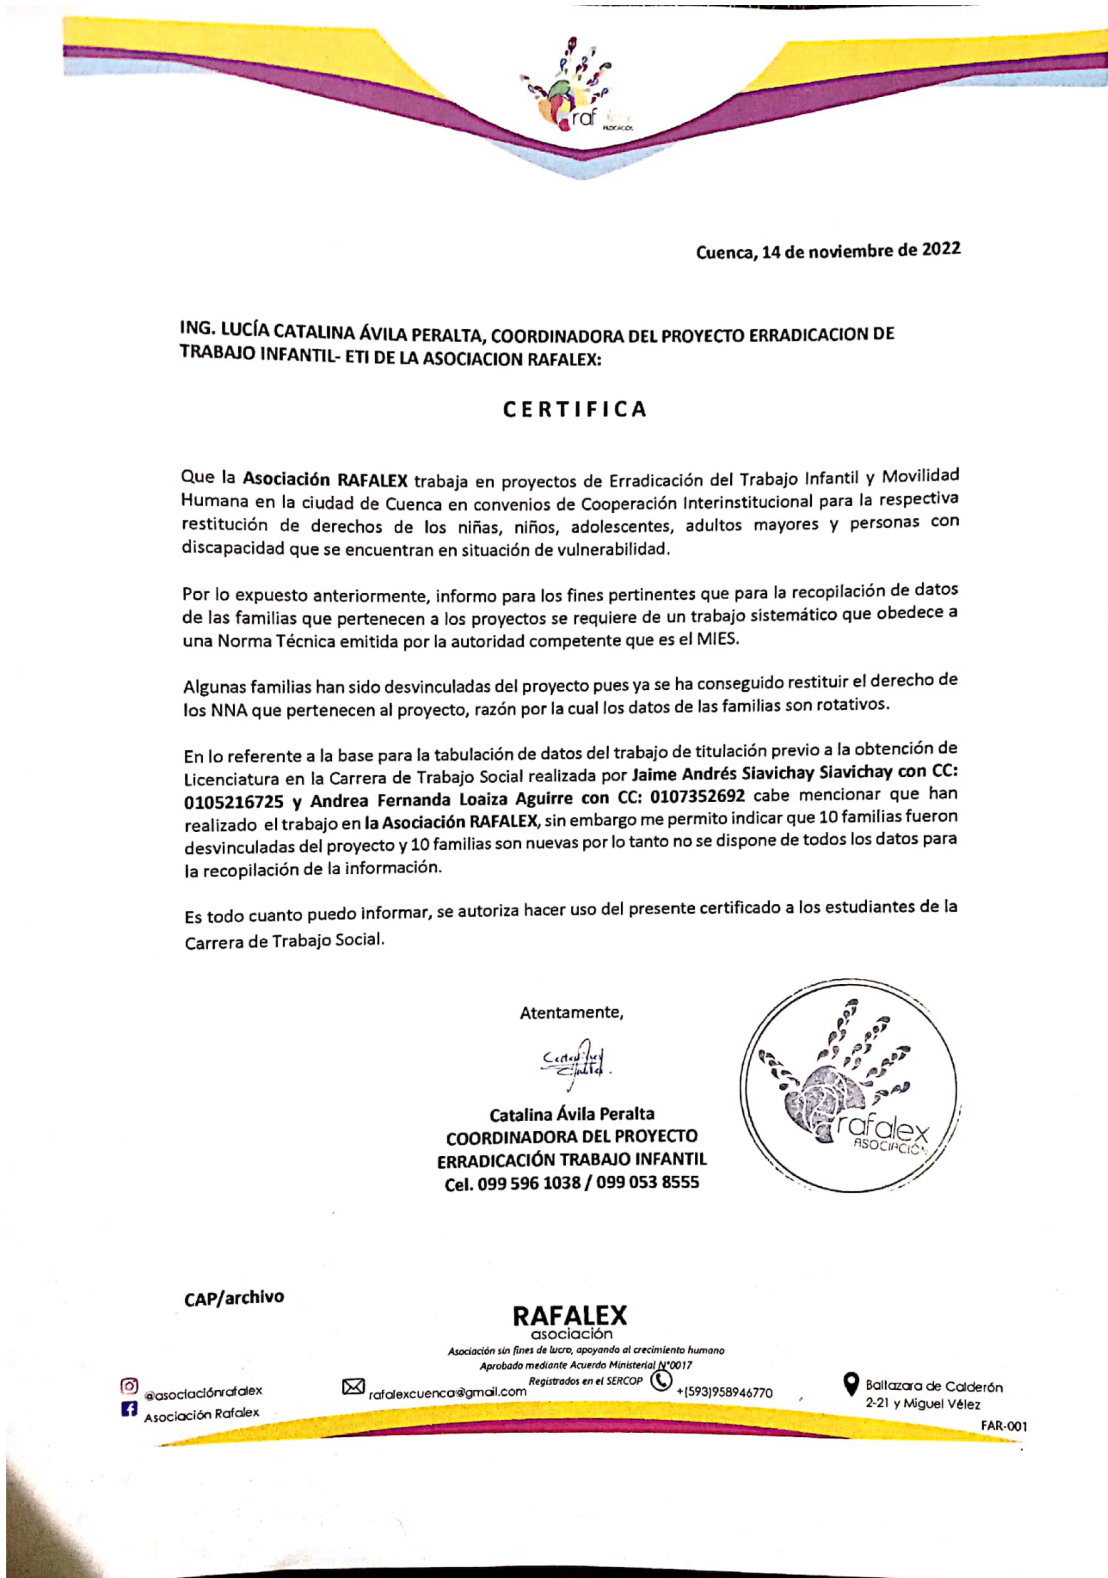 raf
ASOCIACIÓN
Cuenca, 14 de noviembre de 2022
ING. LUCÍA CATALINA ÁVILA PERALTA, COORDINADORA DEL PROYECTO ERRADICACION DE
TRABAJO INFANTIL- ETI DE LA ASOCIACION RAFALEX:
CERTIFICA
Que la Asociación RAFALEX trabaja en proyectos de Erradicación del Trabajo Infantil y Movilidad
Humana en la ciudad de Cuenca en convenios de Cooperación Interinstitucional para la respectiva
restitución de derechos de los niñas, niños, adolescentes, adultos mayores y personas con
discapacidad que se encuentran en situación de vulnerabilidad.
Por lo expuesto anteriormente, informo para los fines pertinentes que para la recopilación de datos
de las familias que pertenecen a los proyectos se requiere de un trabajo sistemático que obedece a
una Norma Técnica emitida por la autoridad competente que es el MIES.
Algunas familias han sido desvinculadas del proyecto pues ya se ha conseguido restituir el derecho de
los NNA que pertenecen al proyecto, razón por la cual los datos de las familias son rotativos.
En lo referente a la base para la tabulación de datos del trabajo de titulación previo a la obtención de
Licenciatura en la Carrera de Trabajo Social realizada por Jaime Andrés Siavichay Siavichay con CC:
0105216725 y Andrea Fernanda Loaiza Aguirre con CC: 0107352692 cabe mencionar que han
realizado el trabajo en la Asociación RAFALEX, sin embargo me permito indicar que 10 familias fueron
desvinculadas del proyecto y 10 familias son nuevas por lo tanto no se dispone de todos los datos para
la recopilación de la información.
Es todo cuanto puedo informar, se autoriza hacer uso del presente certificado a los estudiantes de la
Carrera de Trabajo Social.
Atentamente,
Catalina Ávila Peralta
COORDINADORA DEL PROYECTO
ERRADICACIÓN TRABAJO INFANTIL
Cel. 099 596 1038 / 099 053 8555
rafalex
ASOCIACIÓN
CAP/archivo
RAFALEX
asociación
Asociación sin fines de lucro, apoyando al crecimiento humano
Aprobado mediante Acuerdo Ministerial N°0017
Registrados en el SERCOP
@asociaciónrafalex
Asociación Rafalex
rafalexcuenca@gmail.com
+(593)958946770
Baltazara de Calderón
2-21 y Miguel Vélez
FAR-001